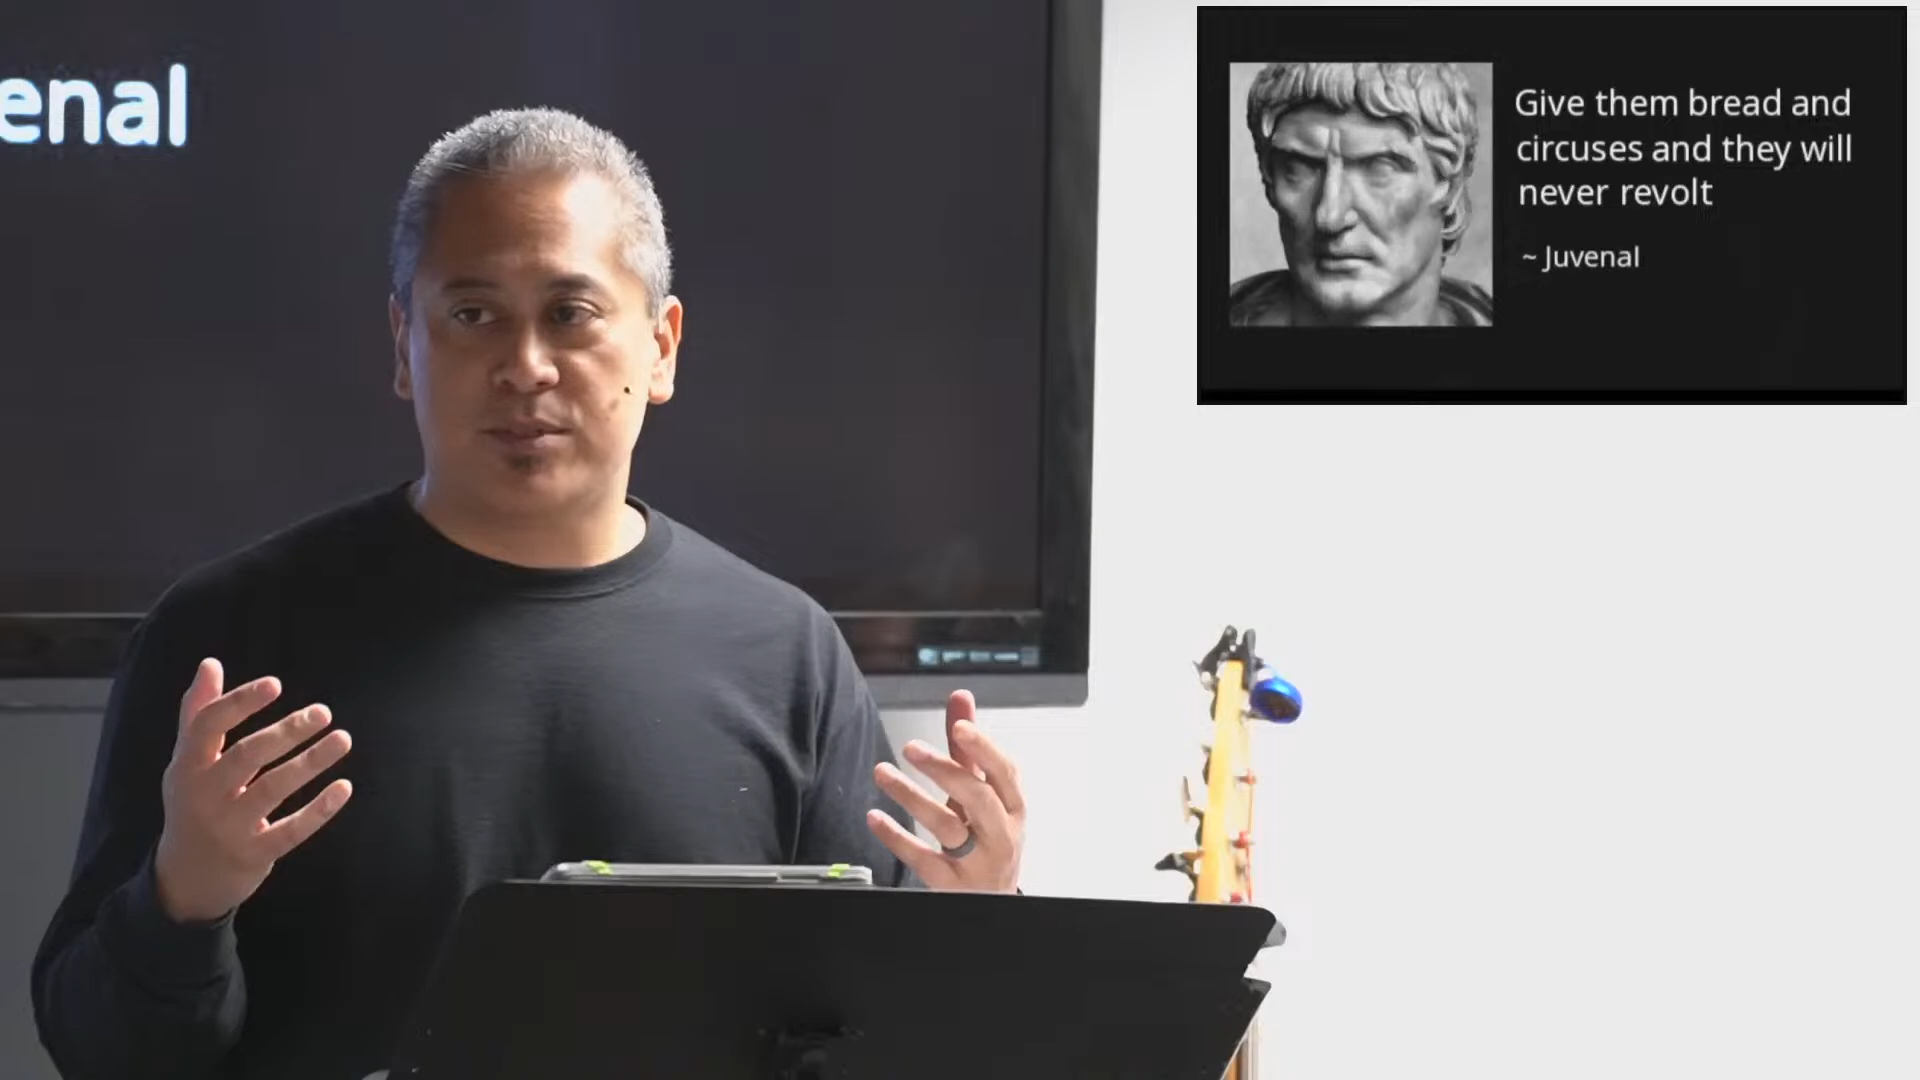 enal
Give them bread and
circuses and they will
never revolt
~ Juvenal